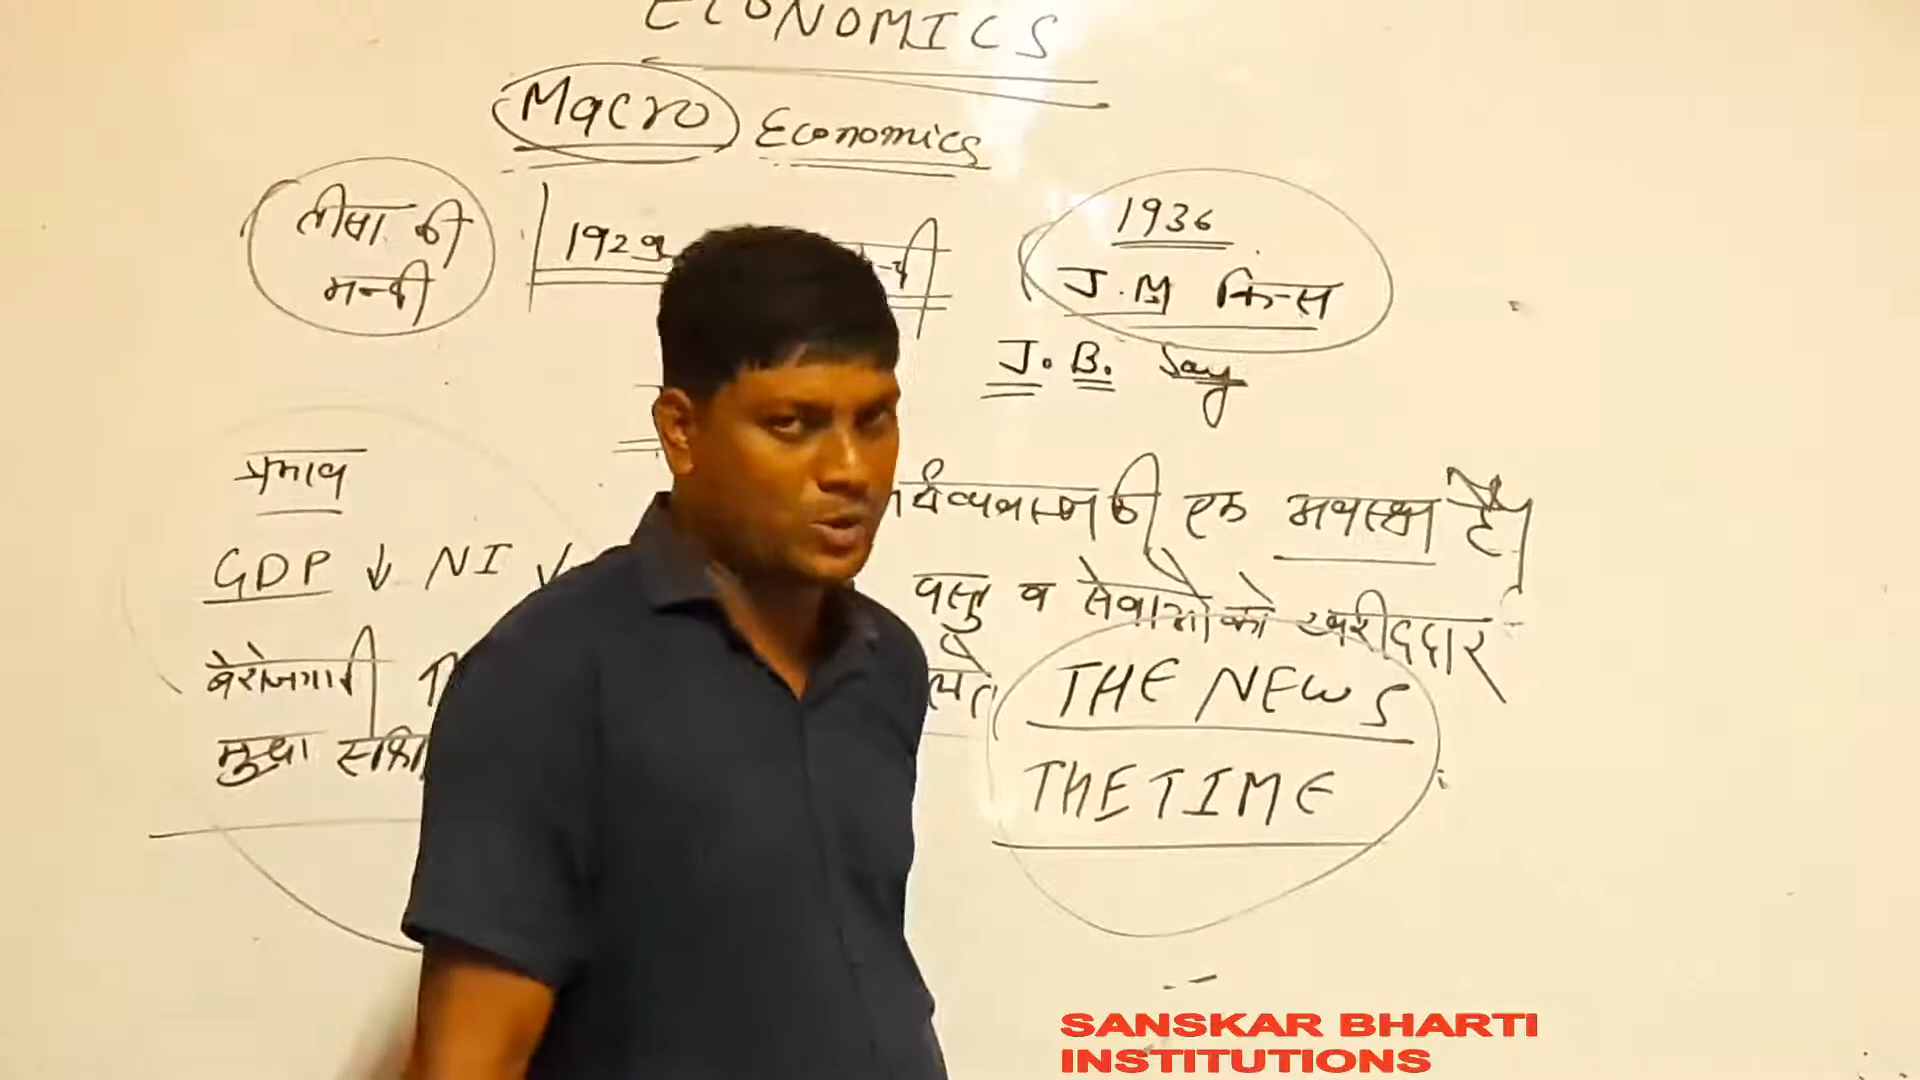 ECONOMICS
Macro Economics
तीसा की
मन्दी
1929
1936
J.M किन्स
J. B. Say
प्रभाव
र्थव्यवस्था की एक अवस्था है।
GDP ↓ NI ↓
वस्तु व सेवाओ को खरीददार
बेरोजगारी ↑
THE NEWS
मुद्रा
THE TIME
SANSKAR BHARTI
INSTITUTIONS